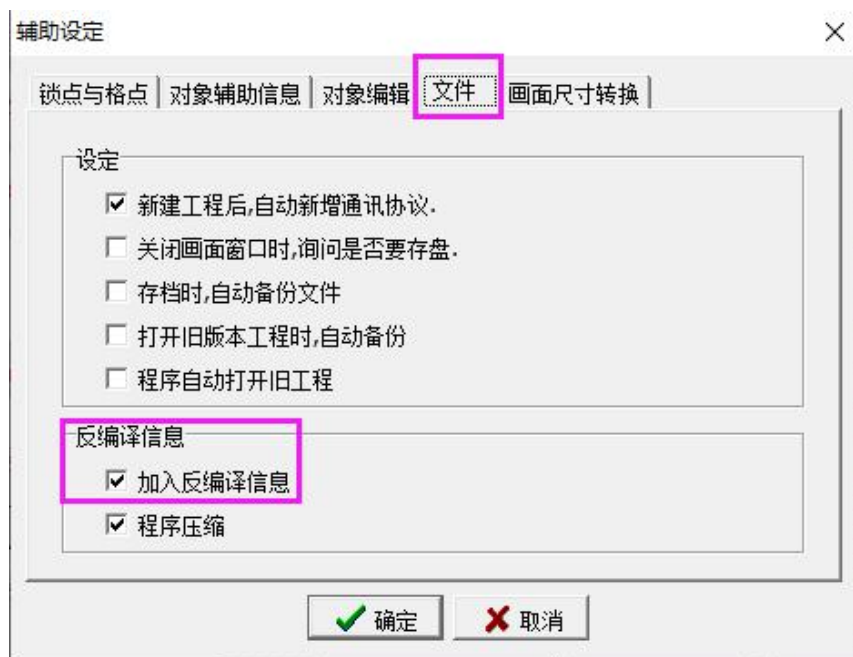 辅助设定
锁点与格点 对象辅助信息 对象编辑 文件 画面尺寸转换
设定
新建工程后,自动新增通讯协议.
关闭画面窗口时,询问是否要存盘.
存档时,自动备份文件
打开旧版本工程时,自动备份
程序自动打开旧工程
反编译信息
加入反编译信息
程序压缩
确定 取消